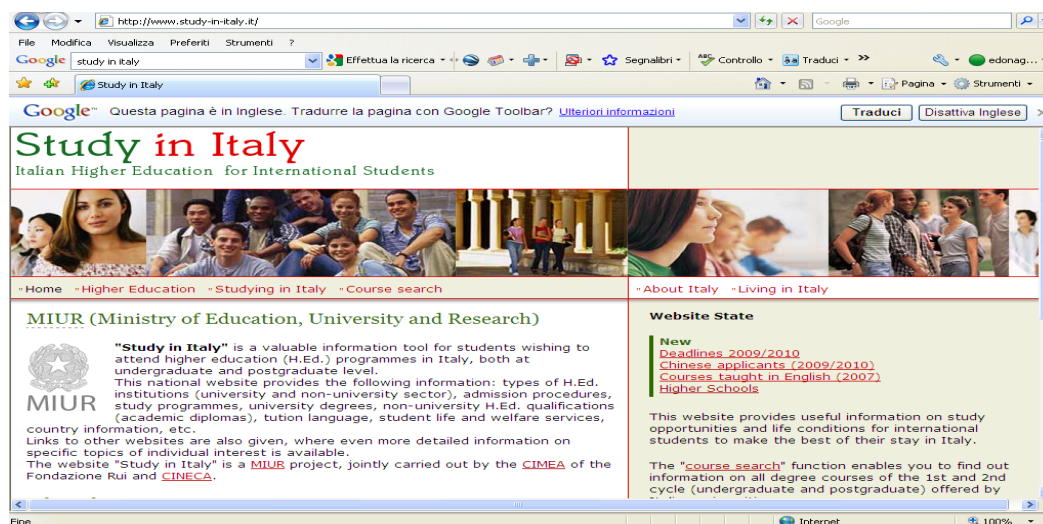 http://www.study-in-italy.it/
Google
File Modifica Visualizza Preferiti Strumenti ?
Google study in italy Effettua la ricerca Segnalibri ABC Controllo Traduci edonag...
Study in Italy Pagina Strumenti
Google™ Questa pagina è in Inglese. Tradurre la pagina con Google Toolbar? Ulteriori informazioni Traduci Disattiva Inglese
Study in Italy
Italian Higher Education for International Students
Home Higher Education Studying in Italy Course search
About Italy Living in Italy
MIUR (Ministry of Education, University and Research)
MIUR
"Study in Italy" is a valuable information tool for students wishing to
attend higher education (H.Ed.) programmes in Italy, both at
undergraduate and postgraduate level.
This national website provides the following information: types of H.Ed.
institutions (university and non-university sector), admission procedures,
study programmes, university degrees, non-university H.Ed. qualifications
(academic diplomas), tution language, student life and welfare services,
country information, etc.
Links to other websites are also given, where even more detailed information on
specific topics of individual interest is available.
The website "Study in Italy" is a MIUR project, jointly carried out by the CIMEA of the
Fondazione Rui and CINECA.
Website State
New
Deadlines 2009/2010
Chinese applicants (2009/2010)
Courses taught in English (2007)
Higher Schools
This website provides useful information on study
opportunities and life conditions for international
students to make the best of their stay in Italy.
The "course search" function enables you to find out
information on all degree courses of the 1st and 2nd
cycle (undergraduate and postgraduate) offered by
Fine Internet 100%